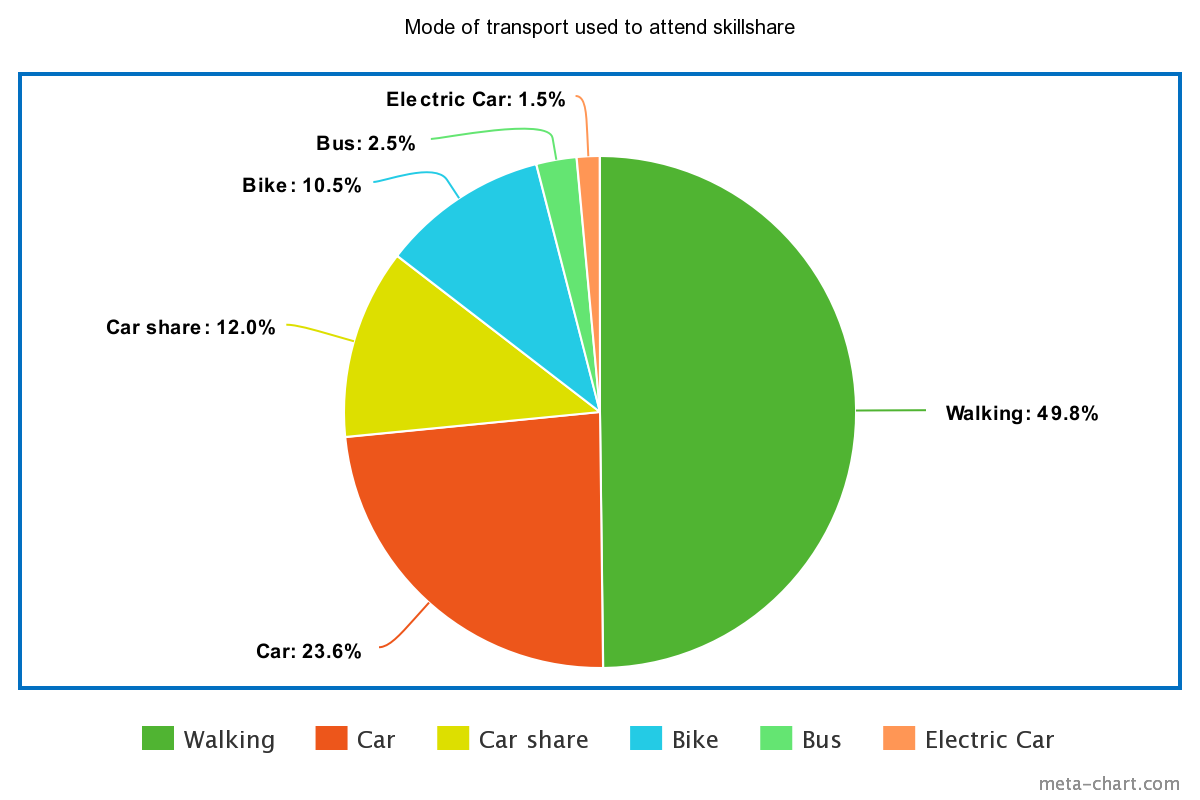 Mode of transport used to attend skillshare
Electric Car: 1.5%
Bus: 2.5%
Bike: 10.5%
Car share: 12.0%
Walking: 49.8%
Car: 23.6%
Walking
Car
Car share
Bike
Bus
Electric Car
meta-chart.com